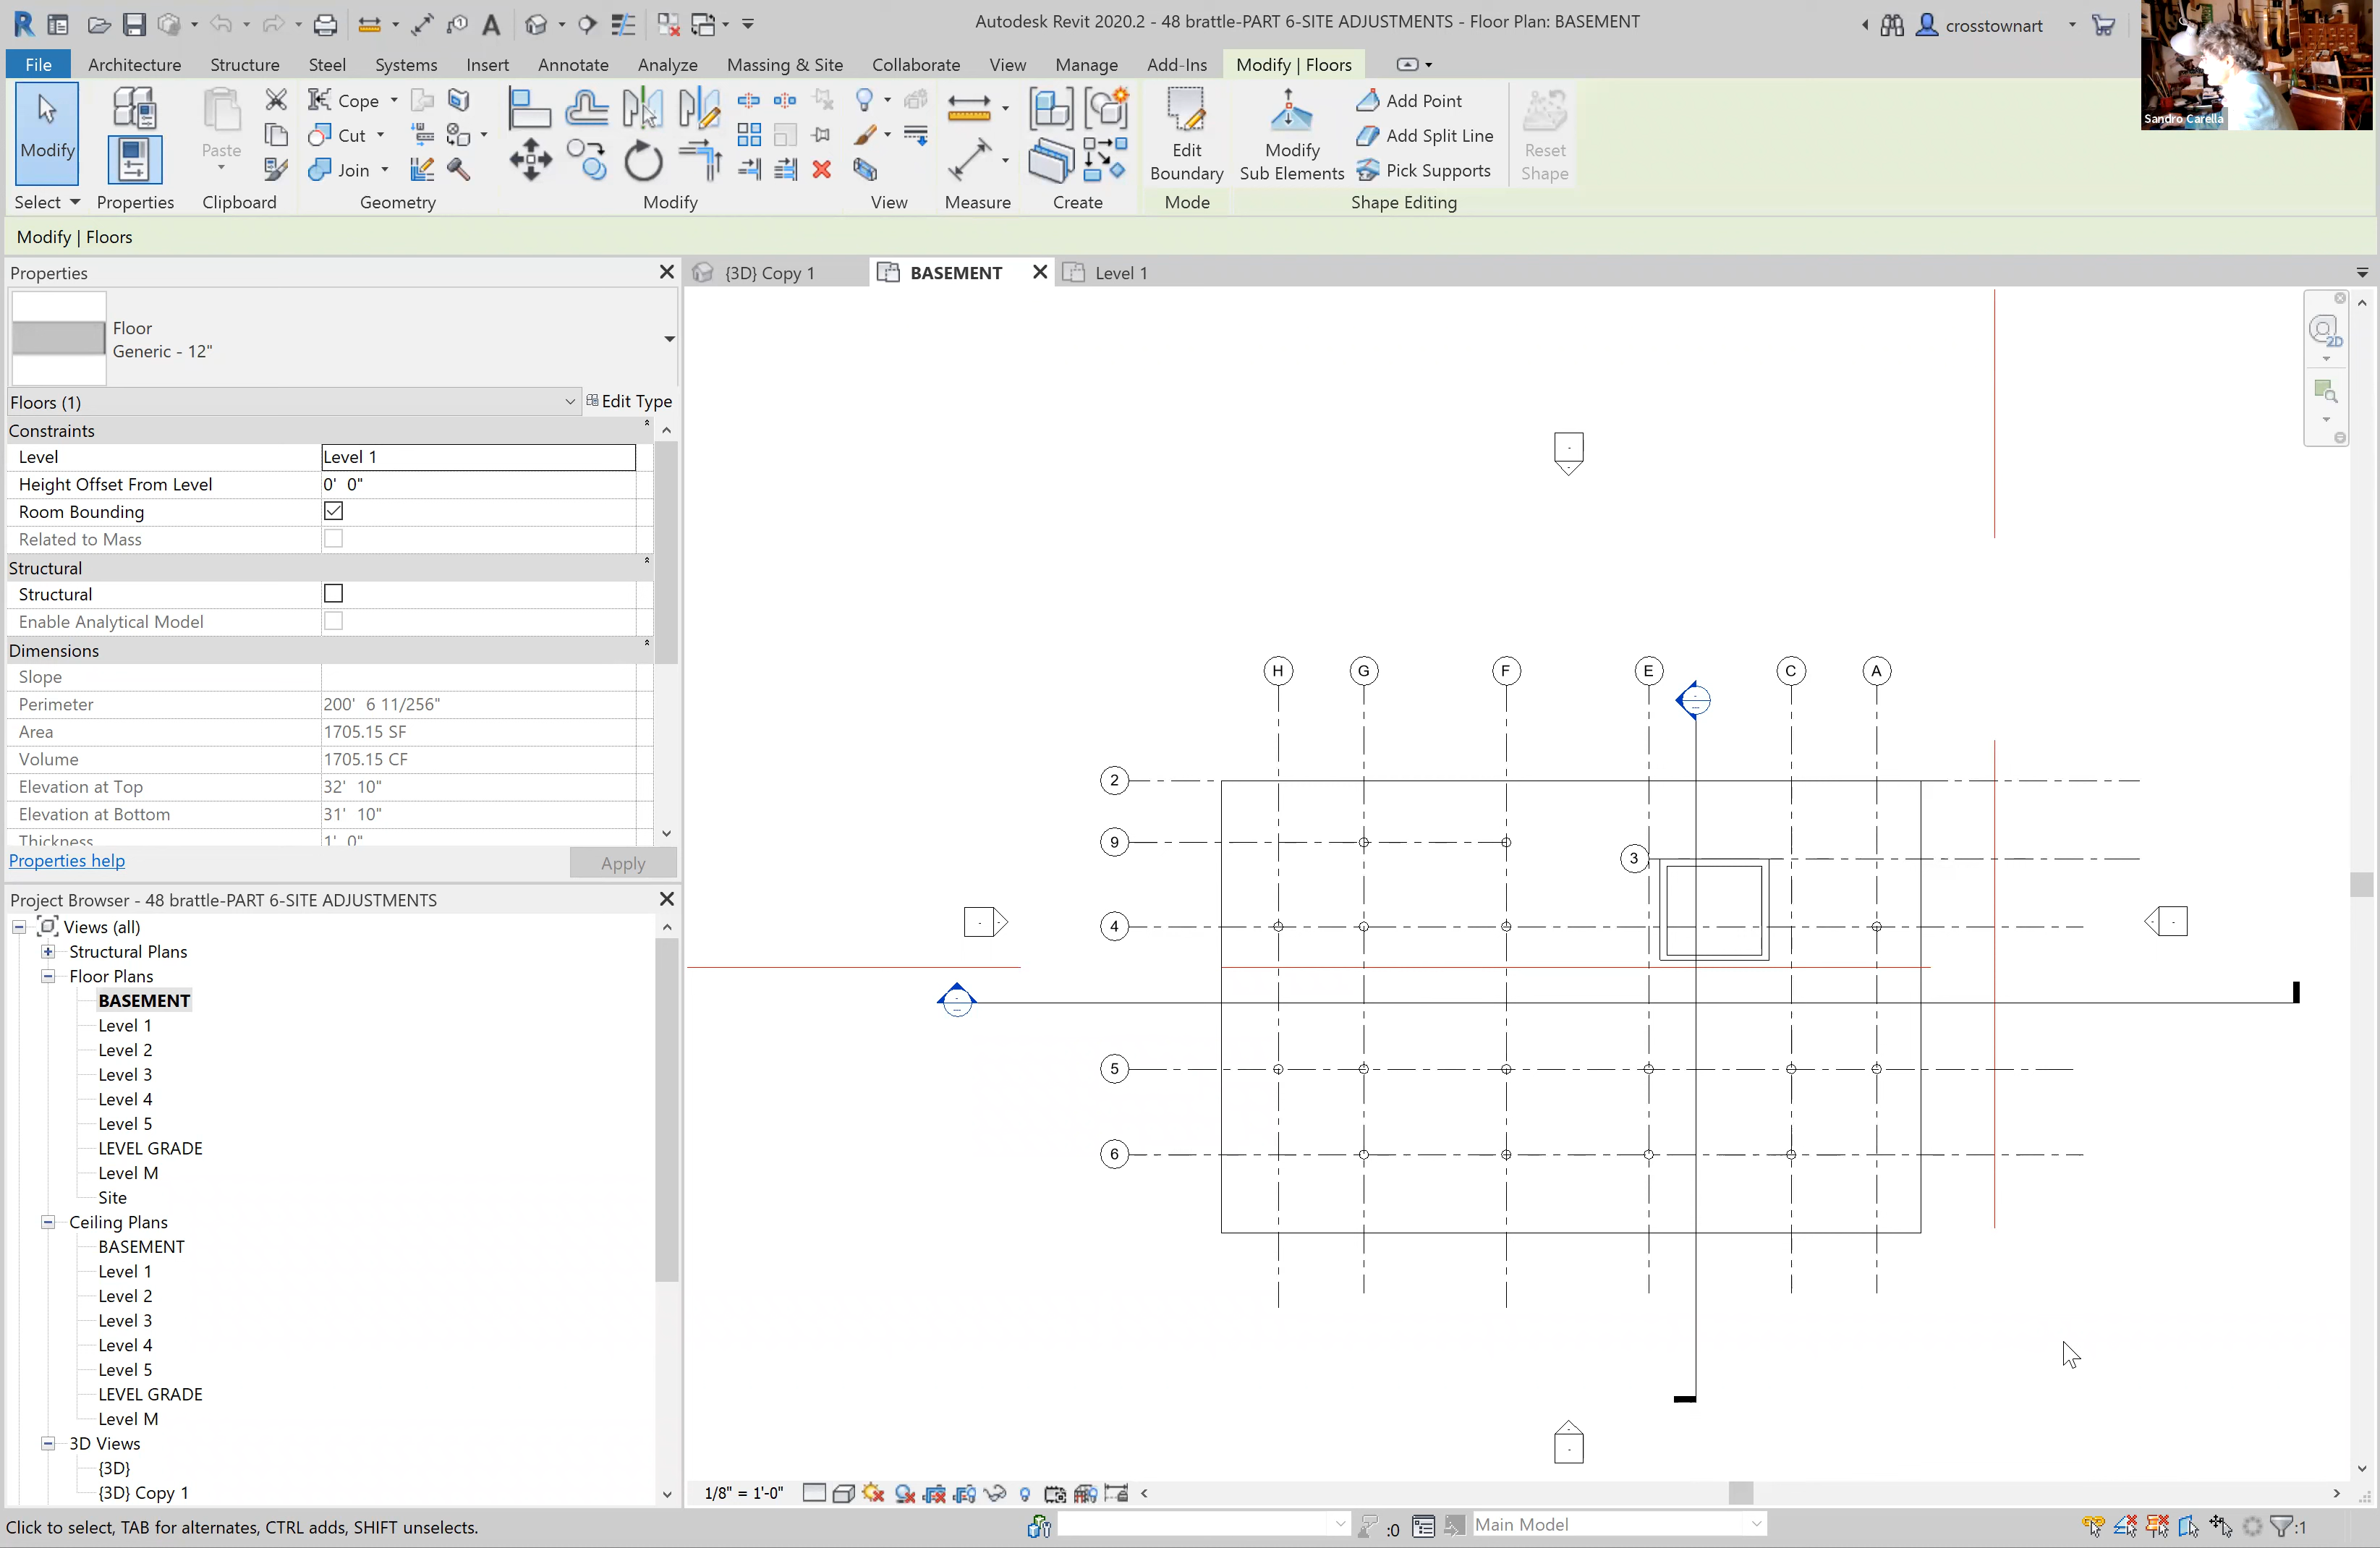 Autodesk Revit 2020.2 - 48 brattle-PART 6-SITE ADJUSTMENTS - Floor Plan: BASEMENT
crosstownart
Sandro Carella
File Architecture Structure Steel Systems Insert Annotate Analyze Massing & Site Collaborate View Manage Add-Ins Modify | Floors
Modify
Paste
Cope
Cut
Join
Edit Boundary
Modify Sub Elements
Add Point
Add Split Line
Pick Supports
Reset Shape
Select Properties Clipboard Geometry Modify View Measure Create Mode Shape Editing
Modify | Floors
Properties
{3D} Copy 1 BASEMENT Level 1
Floor
Generic - 12"
Floors (1) Edit Type
Constraints
Level Level 1
Height Offset From Level 0' 0"
Room Bounding
Related to Mass
Structural
Structural
Enable Analytical Model
Dimensions
Slope
Perimeter 200' 6 11/256"
Area 1705.15 SF
Volume 1705.15 CF
Elevation at Top 32' 10"
Elevation at Bottom 31' 10"
Thickness 1' 0"
Properties help Apply
Project Browser - 48 brattle-PART 6-SITE ADJUSTMENTS
Views (all)
Structural Plans
Floor Plans
BASEMENT
Level 1
Level 2
Level 3
Level 4
Level 5
LEVEL GRADE
Level M
Site
Ceiling Plans
BASEMENT
Level 1
Level 2
Level 3
Level 4
Level 5
LEVEL GRADE
Level M
3D Views
{3D}
{3D} Copy 1
2D
H G F E C A
2
9
3
4
5
6
1/8" = 1'-0"
Click to select, TAB for alternates, CTRL adds, SHIFT unselects.
:0
Main Model
:1